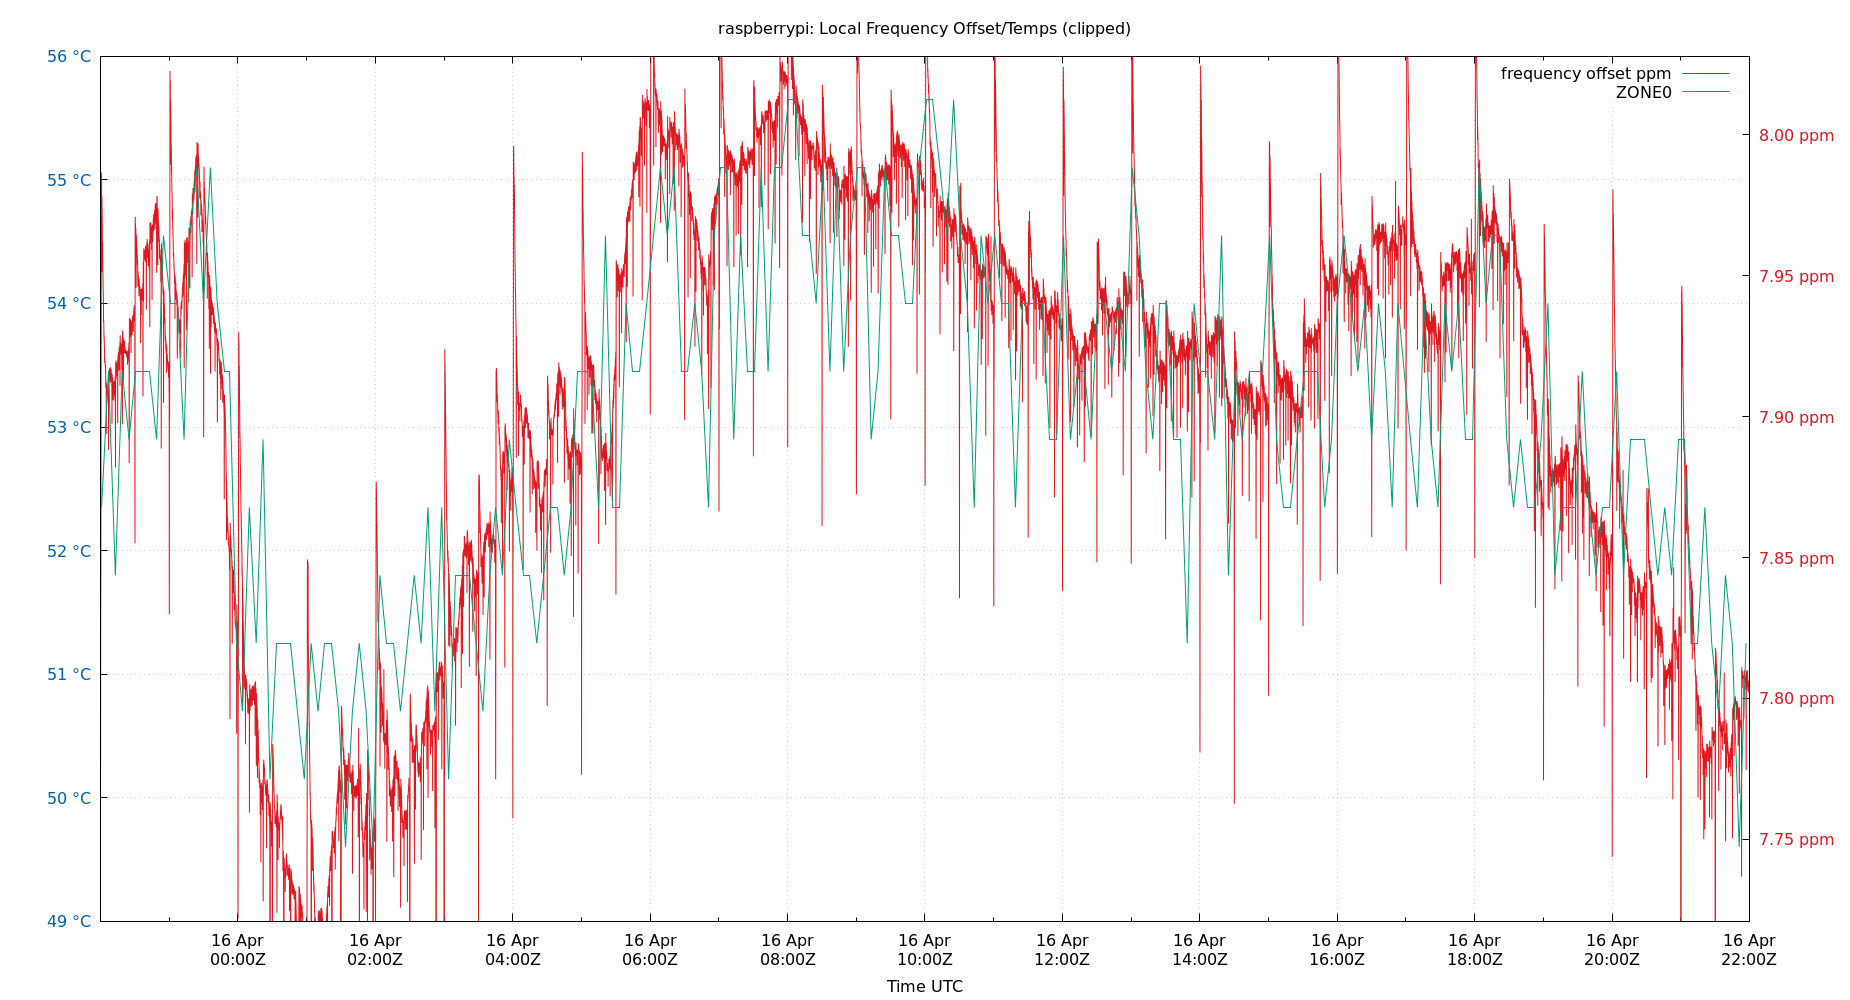 raspberrypi: Local Frequency Offset/Temps (clipped)
frequency offset ppm
ZONE0
56 °C
55 °C
54 °C
53 °C
52 °C
51 °C
50 °C
49 °C
8.00 ppm
7.95 ppm
7.90 ppm
7.85 ppm
7.80 ppm
7.75 ppm
16 Apr 16 Apr 16 Apr 16 Apr 16 Apr 16 Apr 16 Apr 16 Apr 16 Apr 16 Apr 16 Apr 16 Apr
00:00Z 02:00Z 04:00Z 06:00Z 08:00Z 10:00Z 12:00Z 14:00Z 16:00Z 18:00Z 20:00Z 22:00Z
Time UTC